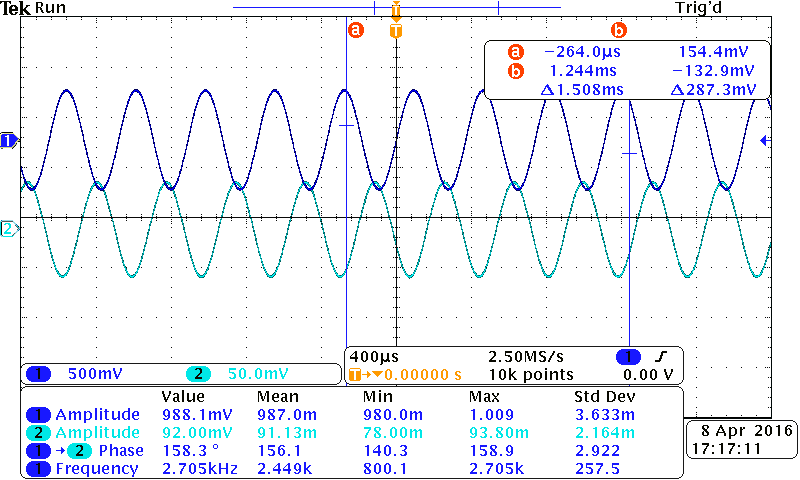 Tek Run Trig'd
a b
T
a −264.0µs 154.4mV
b 1.244ms −132.9mV
Δ1.508ms Δ287.3mV
1
2
1 500mV 2 50.0mV
400µs 2.50MS/s 1
T→▼0.00000 s 10k points 0.00 V
Value Mean Min Max Std Dev
1 Amplitude 988.1mV 987.0m 980.0m 1.009 3.633m
2 Amplitude 92.00mV 91.13m 78.00m 93.80m 2.164m
1 → 2 Phase 158.3 ° 156.1 140.3 158.9 2.922
1 Frequency 2.705kHz 2.449k 800.1 2.705k 257.5
8 Apr 2016
17:17:11